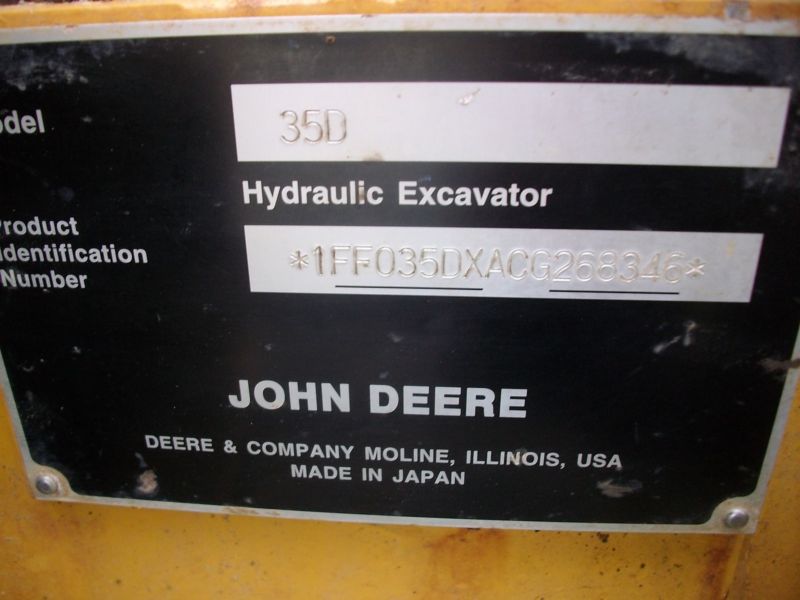 odel
35D
Hydraulic Excavator
Product
Identification
Number
*1FF035DXACG268346*
JOHN DEERE
DEERE & COMPANY MOLINE, ILLINOIS, USA
MADE IN JAPAN